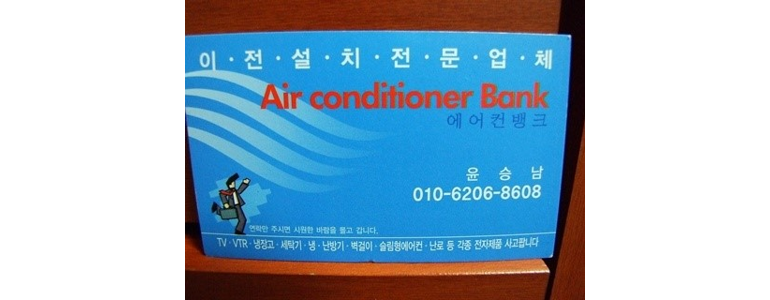 이·전·설·치·전·문·업·체
Air conditioner Bank
에어컨뱅크
윤 승 남
010-6206-8608
연락만 주시면 시원한 바람을 몰고 갑니다.
TV·VTR·냉장고·세탁기·냉·난방기·벽걸이·슬림형에어컨·난로 등 각종 전자제품 사고팝니다